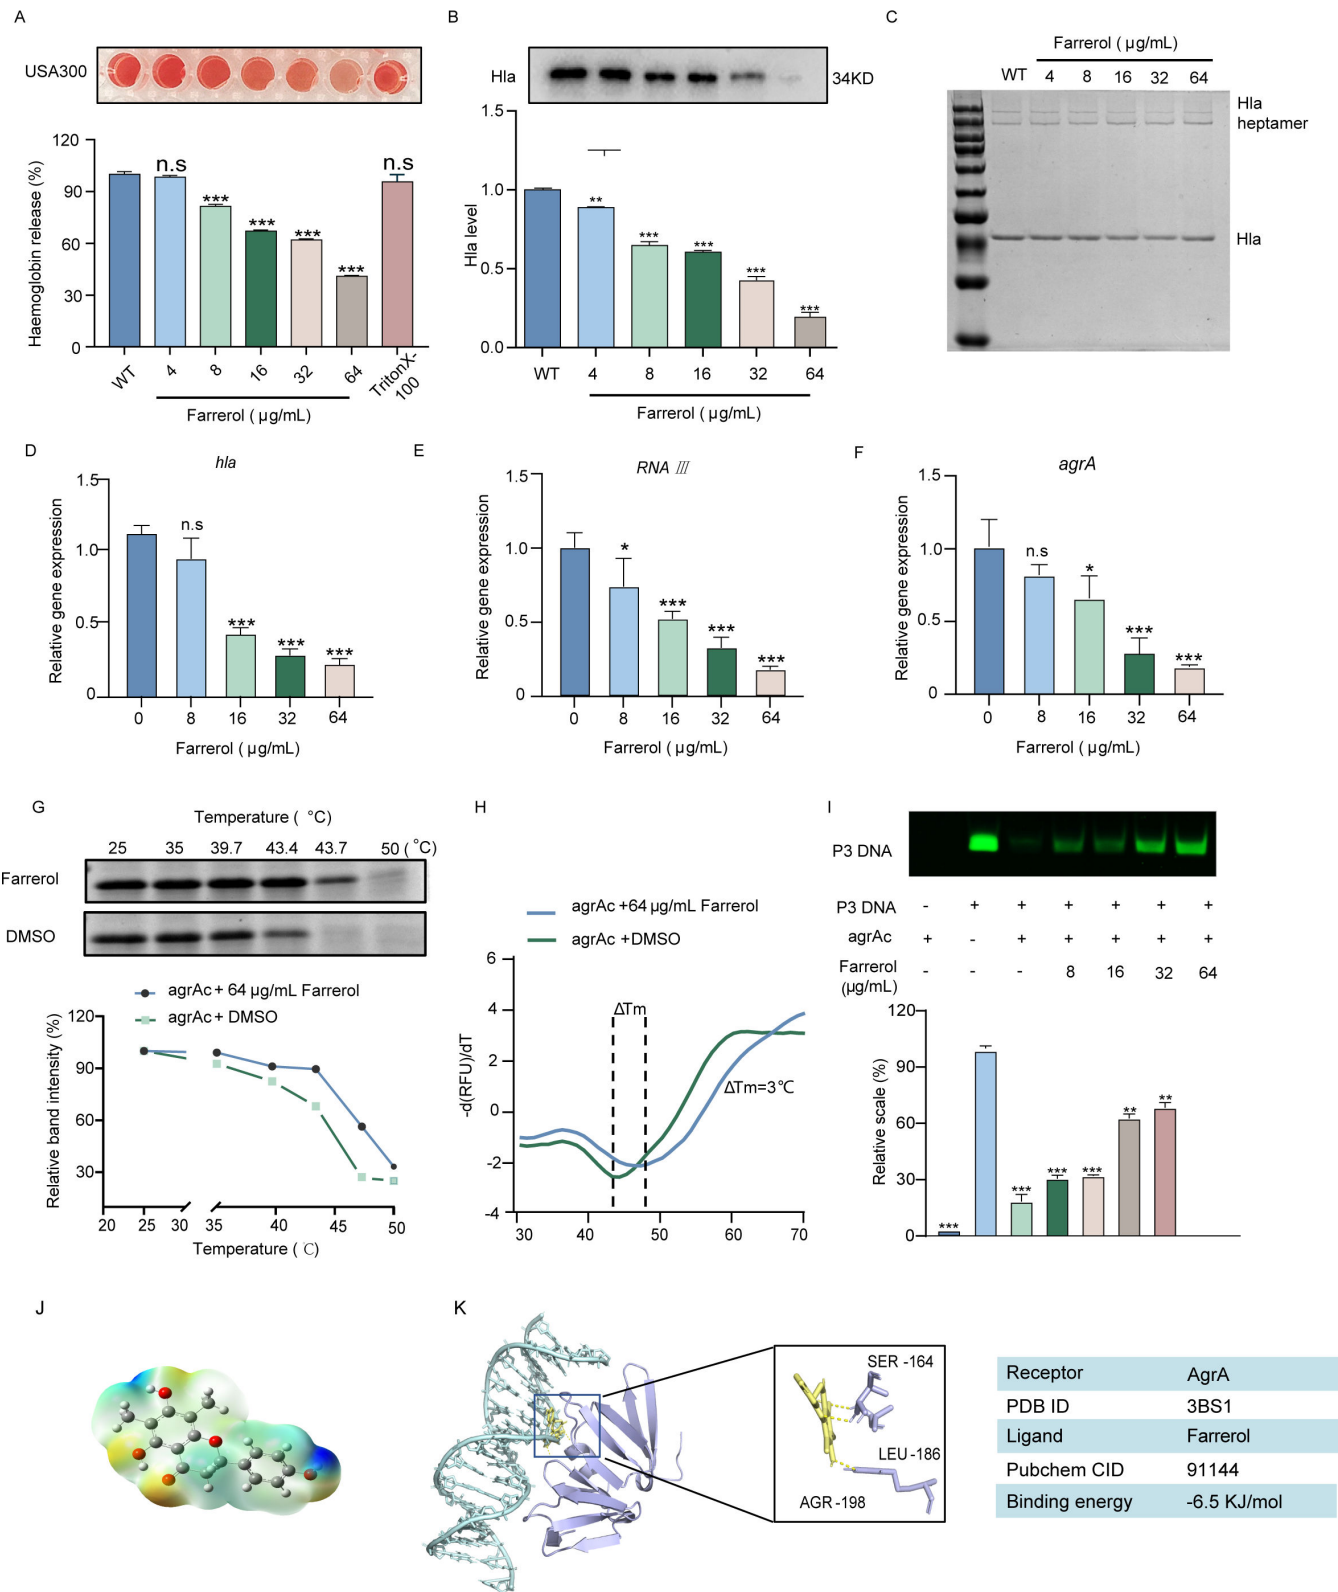 A
USA300
Haemoglobin release (%)
120
90
60
30
0
n.s
***
***
***
***
n.s
WT
4
8
16
32
64
TritonX-
100
Farrerol ( μg/mL)
B
Hla
34KD
Hla level
1.5
1.0
0.5
0.0
**
***
***
***
***
WT
4
8
16
32
64
Farrerol ( μg/mL)
C
Farrerol ( μg/mL)
WT
4
8
16
32
64
Hla
heptamer
Hla
D
hla
Relative gene expression
1.5
1.0
0.5
0
n.s
***
***
***
0
8
16
32
64
Farrerol ( μg/mL)
E
RNA III
Relative gene expression
1.5
1.0
0.5
0
*
***
***
***
0
8
16
32
64
Farrerol ( μg/mL)
F
agrA
Relative gene expression
1.5
1.0
0.5
0
n.s
*
***
***
0
8
16
32
64
Farrerol ( μg/mL)
G
Temperature ( °C)
25 35 39.7 43.4 43.7 50 ( °C)
Farrerol
DMSO
agrAc + 64 μg/mL Farrerol
agrAc + DMSO
Relative band intensity (%)
120
90
60
30
20 25 30 35 40 45 50
Temperature ( ℃)
H
agrAc +64 μg/mL Farrerol
agrAc +DMSO
-d(RFU)/dT
6
4
2
0
-2
-4
ΔTm
ΔTm=3℃
30 40 50 60 70
I
P3 DNA
P3 DNA - + + + + + +
agrAc + - + + + + +
Farrerol - - - 8 16 32 64
(μg/mL)
Relative scale (%)
120
90
60
30
0
***
***
***
***
**
**
J
K
SER -164
LEU -186
AGR -198
Receptor AgrA
PDB ID 3BS1
Ligand Farrerol
Pubchem CID 91144
Binding energy -6.5 KJ/mol